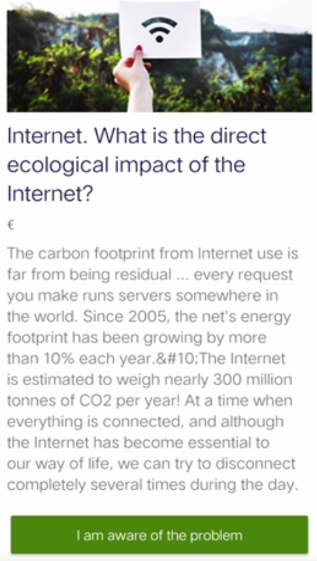 Internet. What is the direct
ecological impact of the
Internet?
€
The carbon footprint from Internet use is
far from being residual ... every request
you make runs servers somewhere in
the world. Since 2005, the net's energy
footprint has been growing by more
than 10% each year.&#10;The Internet
is estimated to weigh nearly 300 million
tonnes of CO2 per year! At a time when
everything is connected, and although
the Internet has become essential to
our way of life, we can try to disconnect
completely several times during the day.
I am aware of the problem